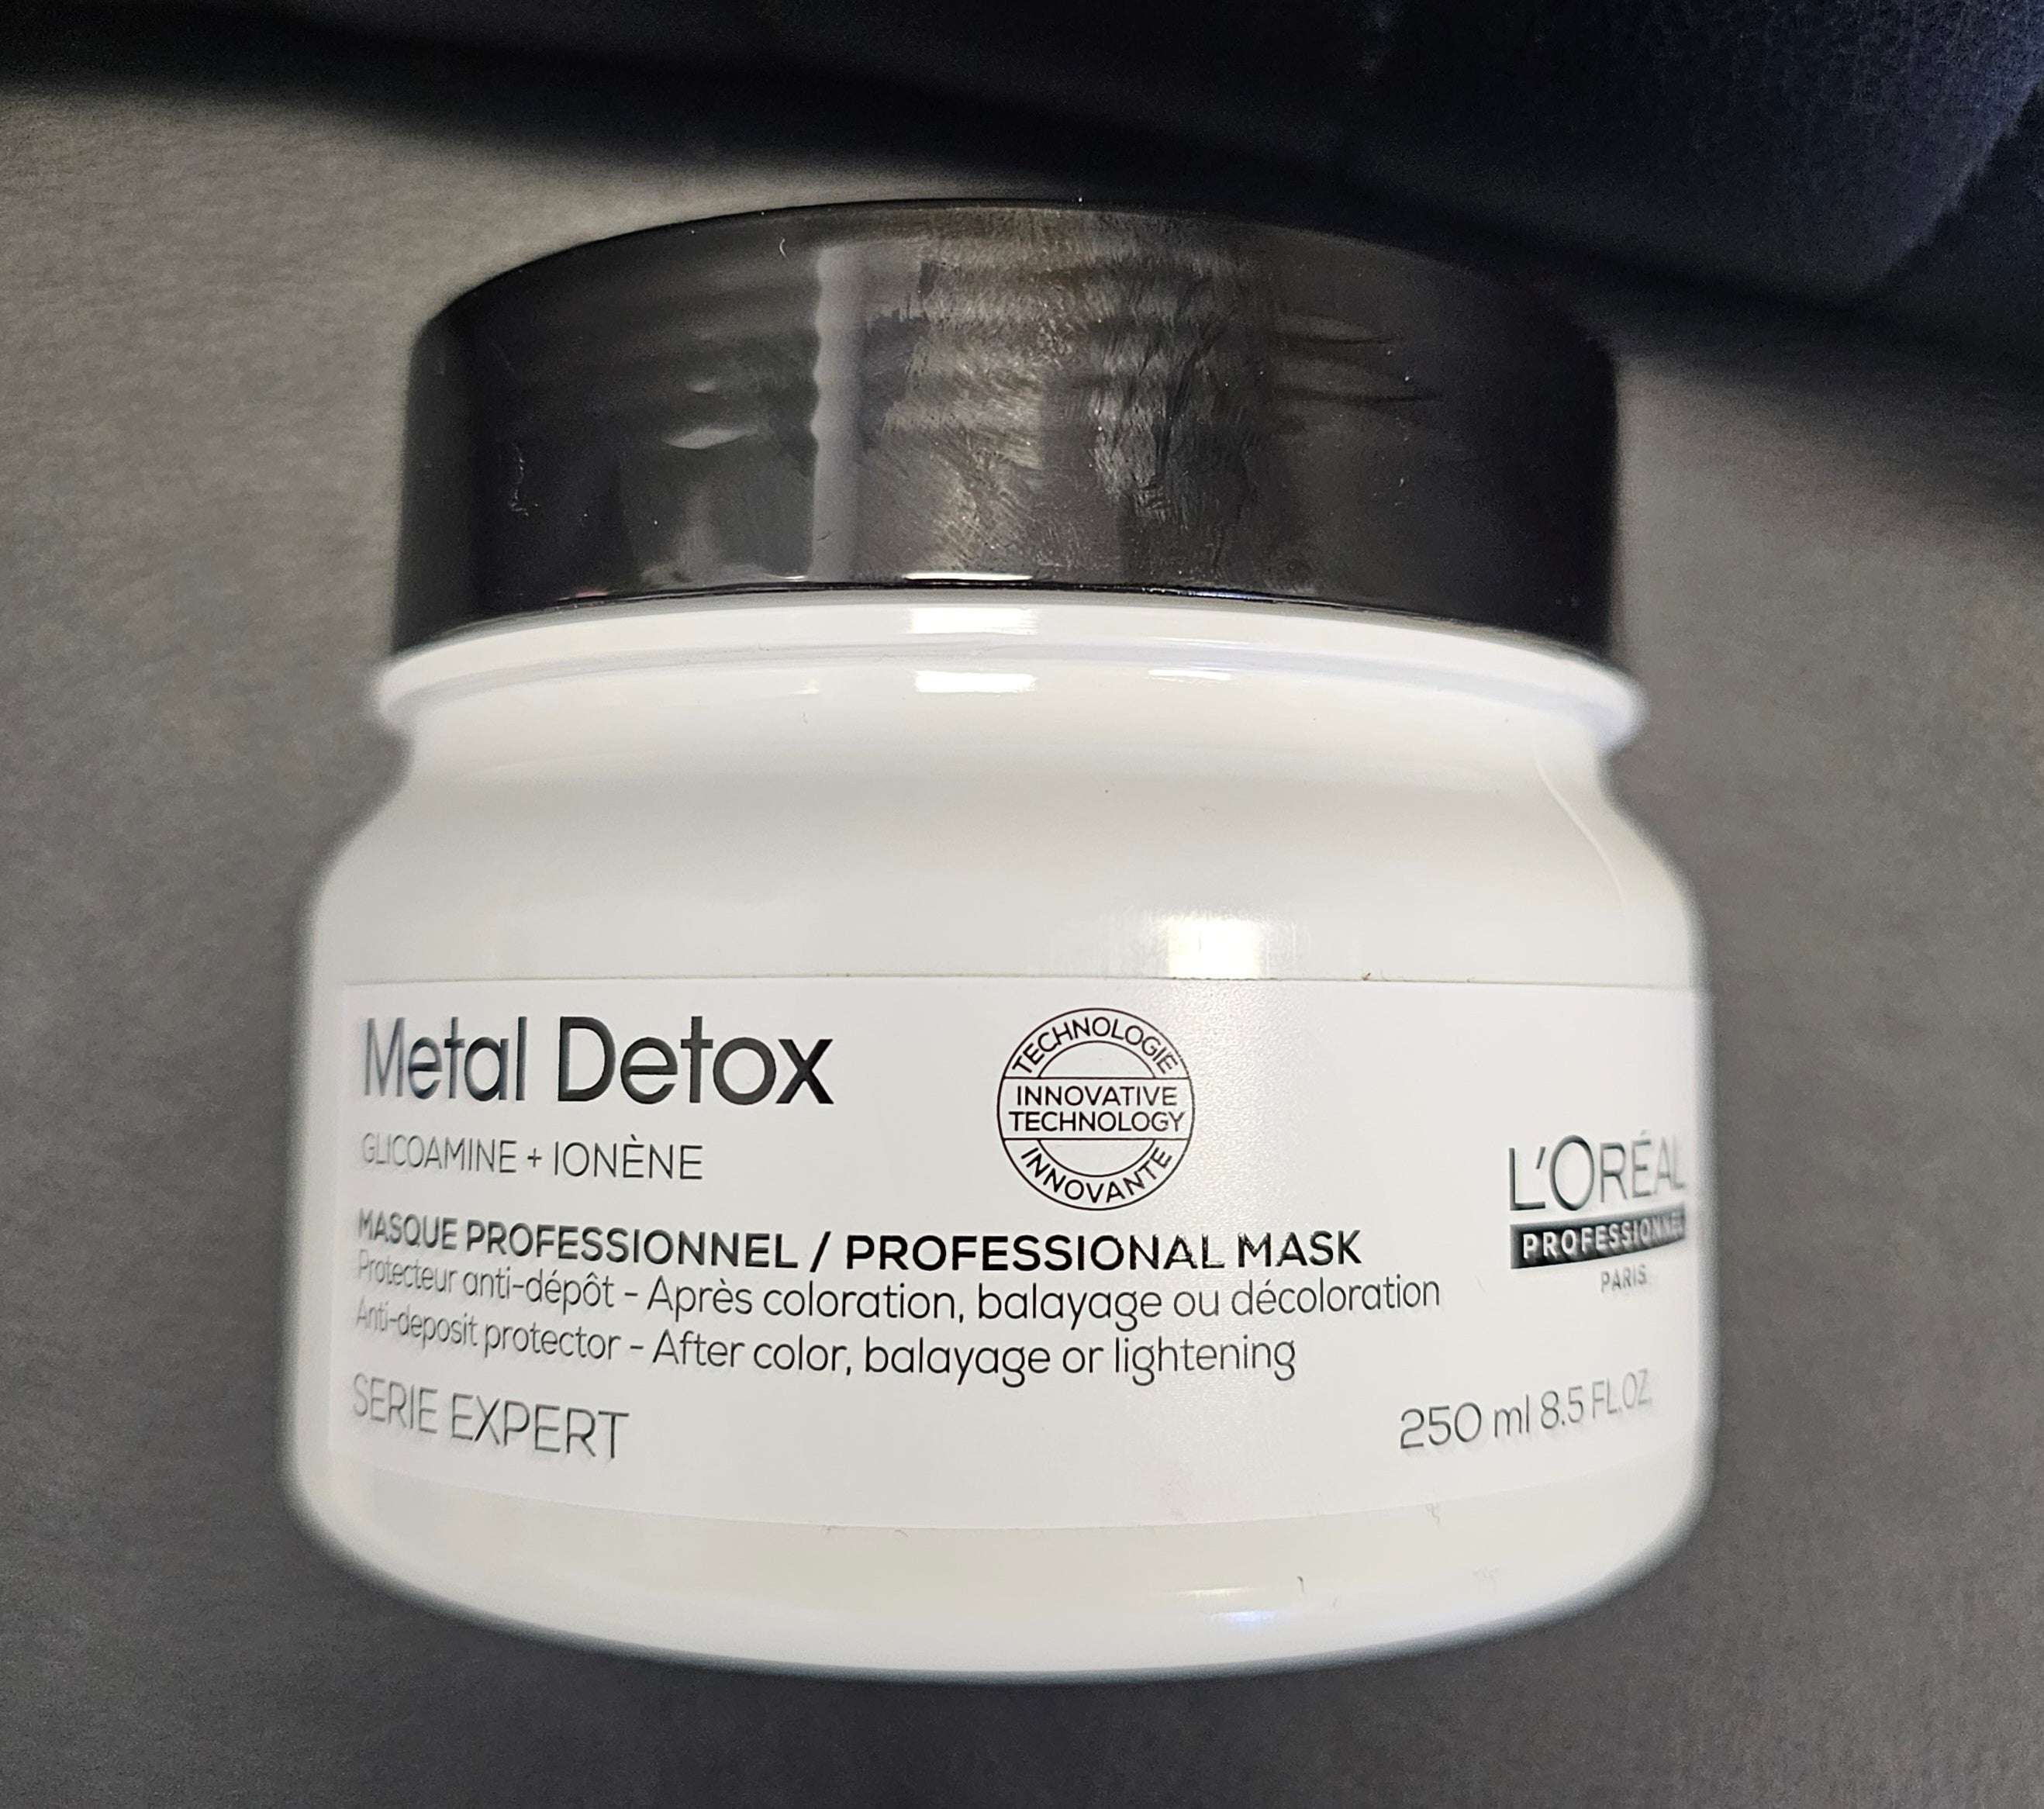 Metal Detox
GLICOAMINE + IONÈNE
TECHNOLOGIE
INNOVATIVE
TECHNOLOGY
INNOVANTE
MASQUE PROFESSIONNEL / PROFESSIONAL MASK
Protecteur anti-dépôt - Après coloration, balayage ou décoloration
Anti-deposit protector - After color, balayage or lightening
SERIE EXPERT
L'ORÉAL
PROFESSIONNEL
PARIS
250 ml 8.5 FL.OZ.